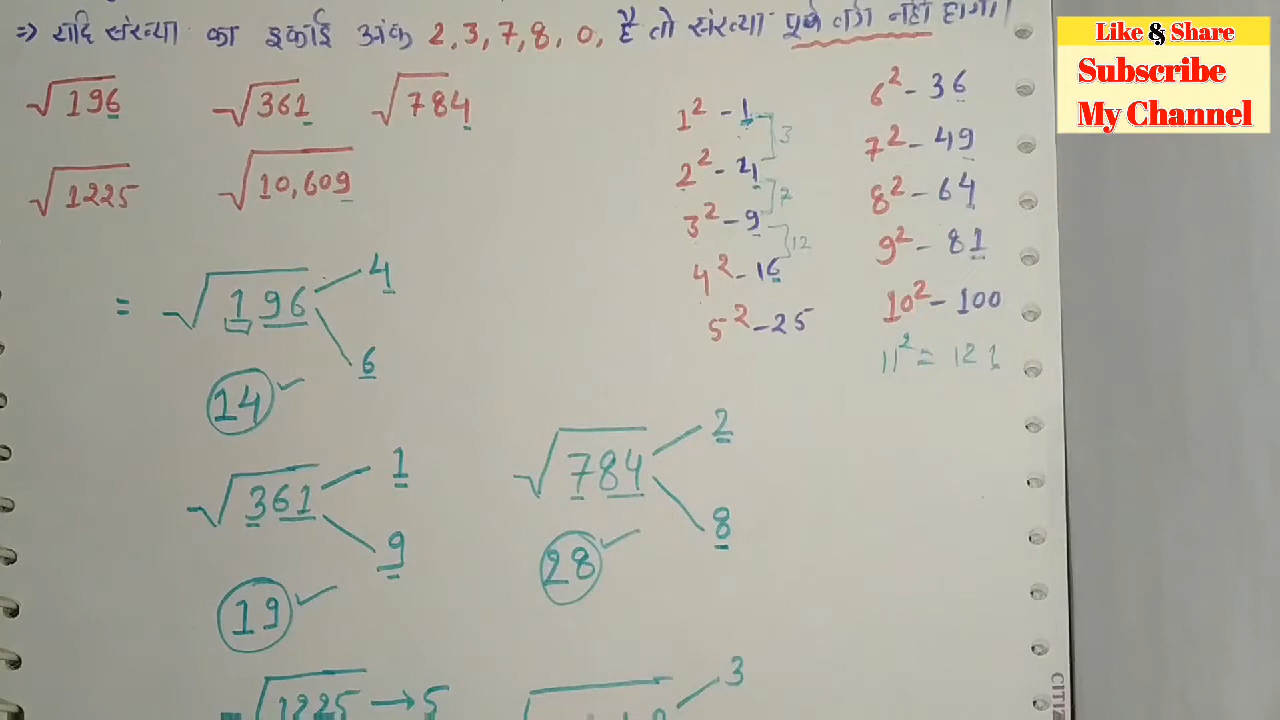 ⇒ यदि संख्या का इकाई अंक 2, 3, 7, 8, 0, है तो संख्या पूर्ण वर्ग नहीं होगा।
√196 √361 √784
√1225 √10,609
= √196 4
6
14 ✓
√361 1
9
19 ✓
√784 2
8
28 ✓
= √1225 → 5
3
1² - 1
3
2² - 4
7
3² - 9
12
4² - 16
5² - 25
6² - 36
7² - 49
8² - 64
9² - 81
10² - 100
11² = 121
Like & Share
Subscribe
My Channel